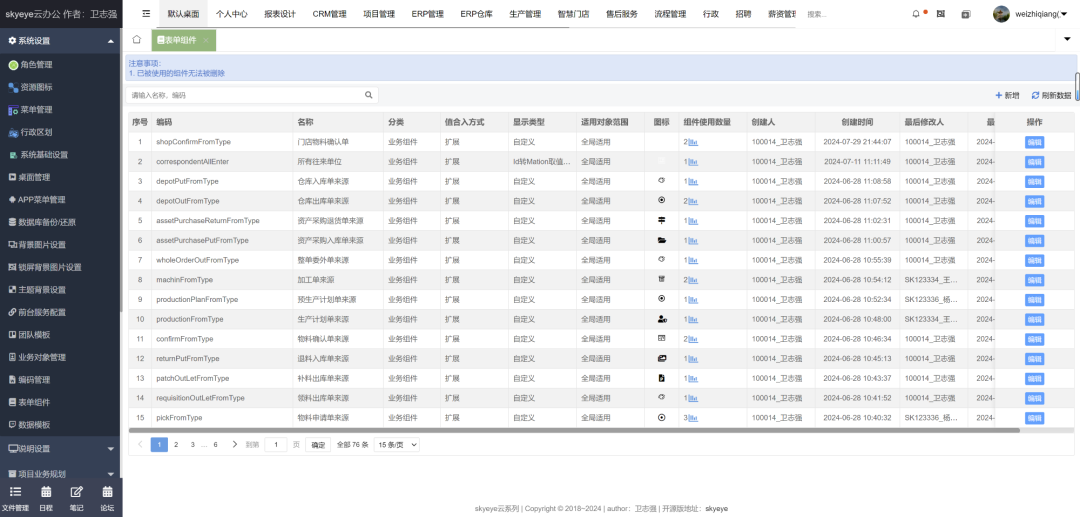 skyeye云办公 作者：卫志强
默认桌面 个人中心 报表设计 CRM管理 项目管理 ERP管理 ERP仓库 生产管理 智慧门店 售后服务 流程管理 行政 招聘 薪资管理 搜索... weizhiqiang(
系统设置
角色管理
资源图标
菜单管理
行政区划
系统基础设置
桌面管理
APP菜单管理
数据库备份/还原
背景图片设置
锁屏背景图片设置
主题背景设置
前台服务配置
团队模板
业务对象管理
编码管理
表单组件
数据模板
说明设置
项目业务规划
文件管理 日程 笔记 论坛
表单组件
注意事项:
1. 已被使用的组件无法被删除
请输入名称、编码
新增 刷新数据
序号 编码 名称 分类 值合入方式 显示类型 适用对象范围 图标 组件使用数量 创建人 创建时间 最后修改人 最 操作
1 shopConfirmFromType 门店物料确认单 业务组件 扩展 自定义 全局适用 2 100014_卫志强 2024-07-29 21:44:07 100014_卫志强 2024- 编辑
2 correspondentAllEnter 所有往来单位 业务组件 扩展 Id转Mation取值... 全局适用 1 100014_卫志强 2024-07-11 11:11:49 100014_卫志强 2024- 编辑
3 depotPutFromType 仓库入库单来源 业务组件 扩展 自定义 全局适用 1 100014_卫志强 2024-06-28 11:08:58 100014_卫志强 2024- 编辑
4 depotOutFromType 仓库出库单来源 业务组件 扩展 自定义 全局适用 2 100014_卫志强 2024-06-28 11:07:52 100014_卫志强 2024- 编辑
5 assetPurchaseReturnFromType 资产采购退货单来源 业务组件 扩展 自定义 全局适用 1 100014_卫志强 2024-06-28 11:02:31 100014_卫志强 2024- 编辑
6 assetPurchasePutFromType 资产采购入库单来源 业务组件 扩展 自定义 全局适用 1 100014_卫志强 2024-06-28 11:00:57 100014_卫志强 2024- 编辑
7 wholeOrderOutFromType 整单委外单来源 业务组件 扩展 自定义 全局适用 1 100014_卫志强 2024-06-28 10:55:39 100014_卫志强 2024- 编辑
8 machinFromType 加工单来源 业务组件 扩展 自定义 全局适用 2 100014_卫志强 2024-06-28 10:54:12 SK123334_王... 2024- 编辑
9 productionPlanFromType 预生产计划单来源 业务组件 扩展 自定义 全局适用 1 100014_卫志强 2024-06-28 10:52:34 SK123336_杨... 2024- 编辑
10 productionFromType 生产计划单来源 业务组件 扩展 自定义 全局适用 1 100014_卫志强 2024-06-28 10:48:00 SK123334_王... 2024- 编辑
11 confirmFromType 物料确认单来源 业务组件 扩展 自定义 全局适用 2 100014_卫志强 2024-06-28 10:46:34 100014_卫志强 2024- 编辑
12 returnPutFromType 退料入库单来源 业务组件 扩展 自定义 全局适用 1 100014_卫志强 2024-06-28 10:45:13 100014_卫志强 2024- 编辑
13 patchOutLetFromType 补料出库单来源 业务组件 扩展 自定义 全局适用 1 100014_卫志强 2024-06-28 10:43:37 100014_卫志强 2024- 编辑
14 requisitionOutLetFromType 领料出库单来源 业务组件 扩展 自定义 全局适用 1 100014_卫志强 2024-06-28 10:41:52 100014_卫志强 2024- 编辑
15 pickFromType 物料申请单来源 业务组件 扩展 自定义 全局适用 3 100014_卫志强 2024-06-28 10:40:32 SK123336_杨... 2024- 编辑
1 2 3 ... 6 到第 1 页 确定 全部 76 条 15 条/页
skyeye云系列 | Copyright © 2018~2024 | author：卫志强 | 开源版地址：skyeye